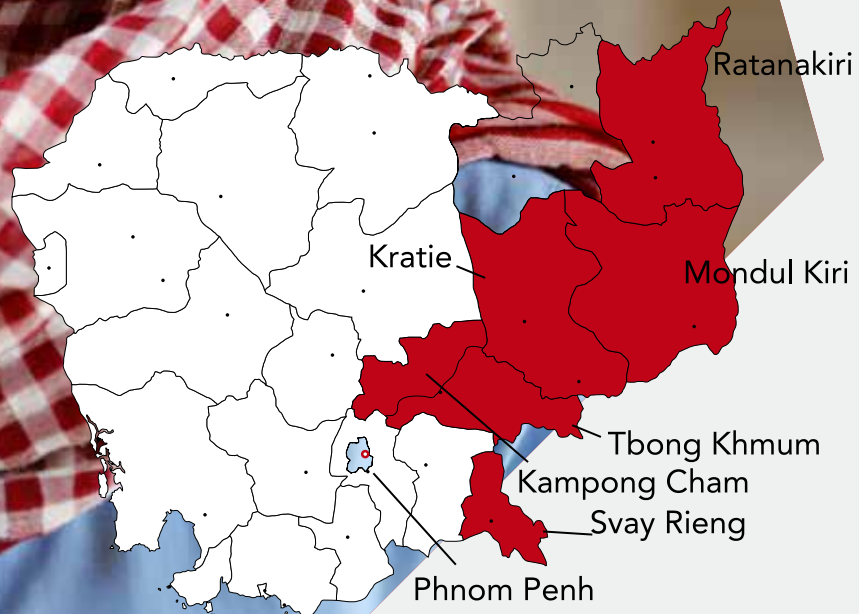 Ratanakiri
Kratie
Mondul Kiri
Tbong Khmum
Kampong Cham
Svay Rieng
Phnom Penh